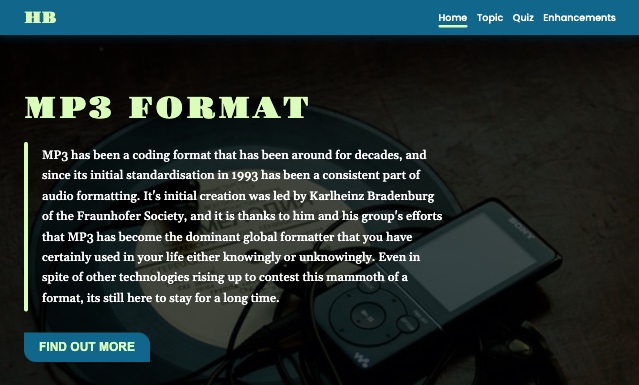 HB
Home Topic Quiz Enhancements
MP3 FORMAT
MP3 has been a coding format that has been around for decades, and
since its initial standardisation in 1993 has been a consistent part of
audio formatting. It's initial creation was led by Karlheinz Bradenburg
of the Fraunhofer Society, and it is thanks to him and his group's efforts
that MP3 has become the dominant global formatter that you have
certainly used in your life either knowingly or unknowingly. Even in
spite of other technologies rising up to contest this mammoth of a
format, its still here to stay for a long time.
SONY
FIND OUT MORE